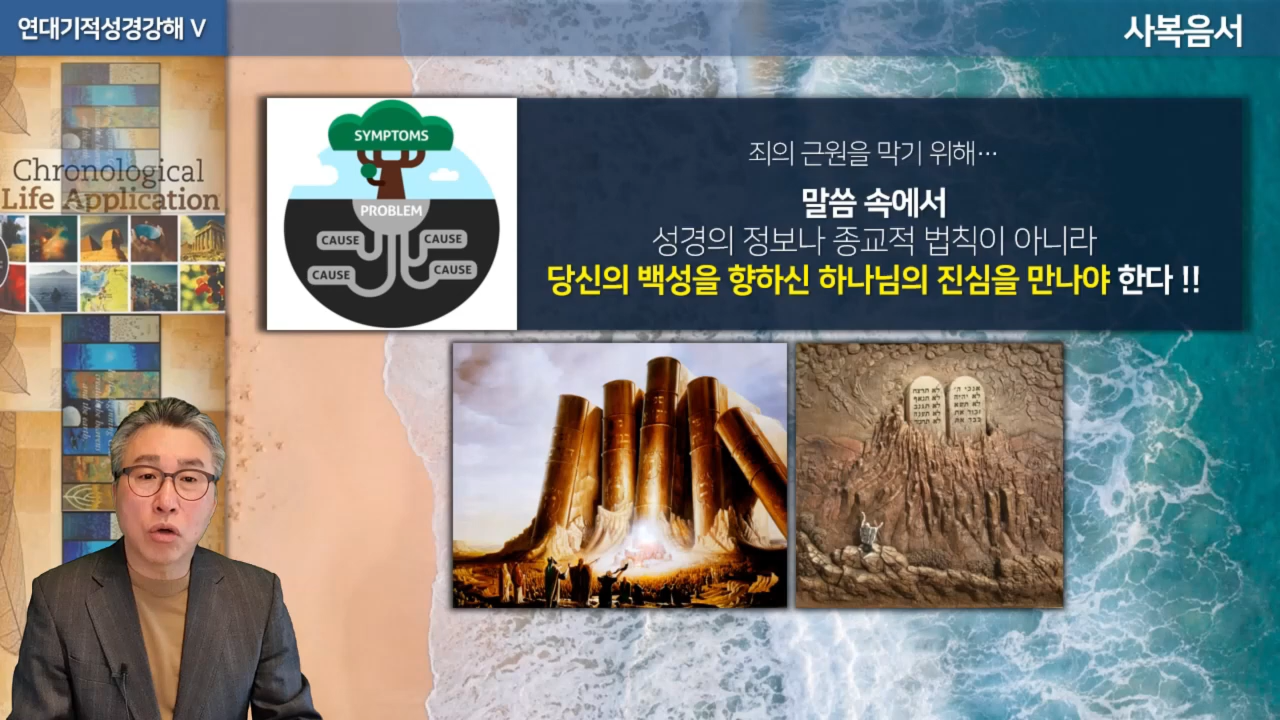 연대기적성경강해 V
사복음서
Chronological
Life Application
SYMPTOMS
PROBLEM
CAUSE
CAUSE
CAUSE
CAUSE
죄의 근원을 막기 위해…
말씀 속에서
성경의 정보나 종교적 법칙이 아니라
당신의 백성을 향하신 하나님의 진심을 만나야 한다 !!